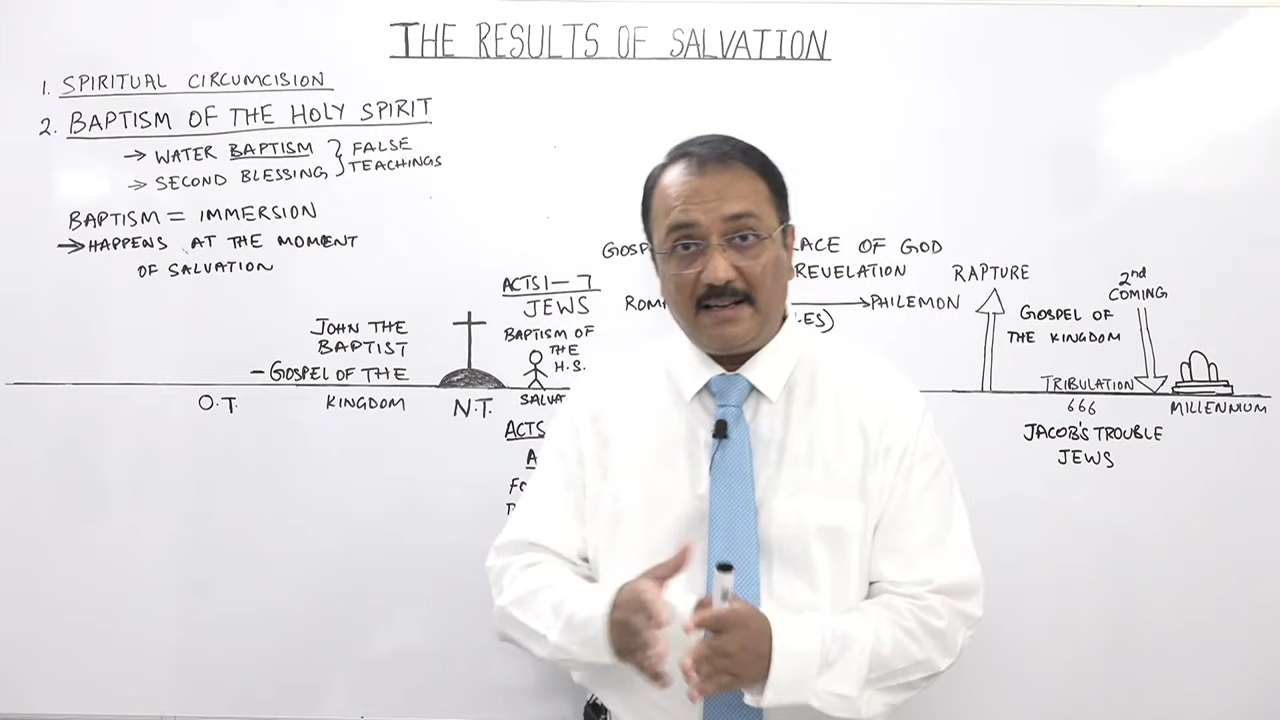 THE RESULTS OF SALVATION
1. SPIRITUAL CIRCUMCISION
2. BAPTISM OF THE HOLY SPIRIT
→ WATER BAPTISM } FALSE
→ SECOND BLESSING TEACHINGS
BAPTISM = IMMERSION
→ HAPPENS AT THE MOMENT
OF SALVATION
JOHN THE
BAPTIST
- GOSPEL OF THE
KINGDOM
O.T.
N.T.
ACTS 1-7
JEWS
BAPTISM OF
THE
H.S.
ACTS
OF GOD
REVELATION
→ PHILEMON
RAPTURE
GOSPEL OF
THE KINGDOM
2nd
COMING
TRIBULATION
666
JACOB'S TROUBLE
JEWS
MILLENNIUM